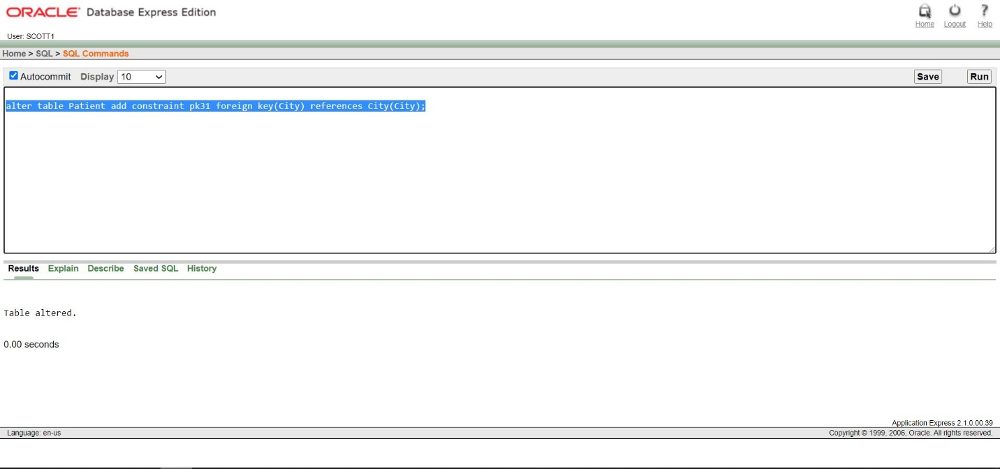 ORACLE® Database Express Edition
Home Logout Help
User: SCOTT1
Home > SQL > SQL Commands
Autocommit Display 10 Save Run
alter table Patient add constraint pk31 foreign key(City) references City(City);
Results Explain Describe Saved SQL History
Table altered.
0.00 seconds
Application Express 2.1.0.00.39
Language: en-us Copyright © 1999, 2006, Oracle. All rights reserved.